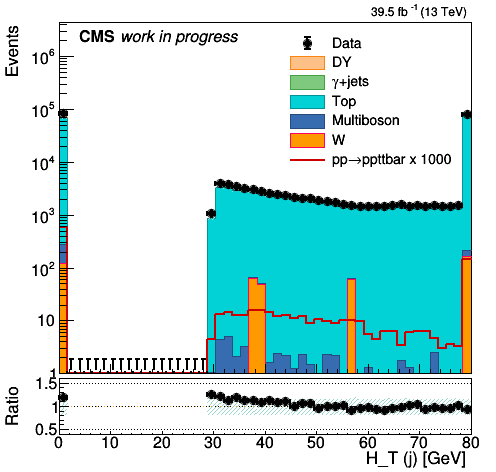 39.5 fb⁻¹ (13 TeV)
CMS work in progress
Events
Data
DY
γ+jets
Top
Multiboson
W
pp→ppttbar x 1000
10⁶
10⁵
10⁴
10³
10²
10
1
1.5
1
0.5
Ratio
0 10 20 30 40 50 60 70 80
H_T (j) [GeV]